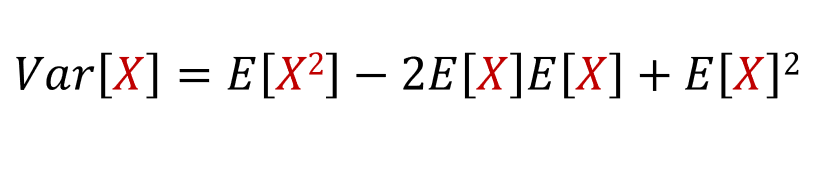 Var[X] = E[X²] − 2E[X]E[X] + E[X]²